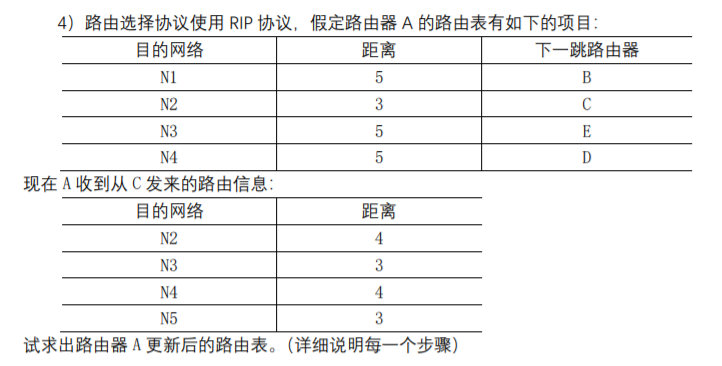 4）路由选择协议使用 RIP 协议，假定路由器 A 的路由表有如下的项目：
目的网络 距离 下一跳路由器
N1 5 B
N2 3 C
N3 5 E
N4 5 D
现在 A 收到从 C 发来的路由信息：
目的网络 距离
N2 4
N3 3
N4 4
N5 3
试求出路由器 A 更新后的路由表。（详细说明每一个步骤）